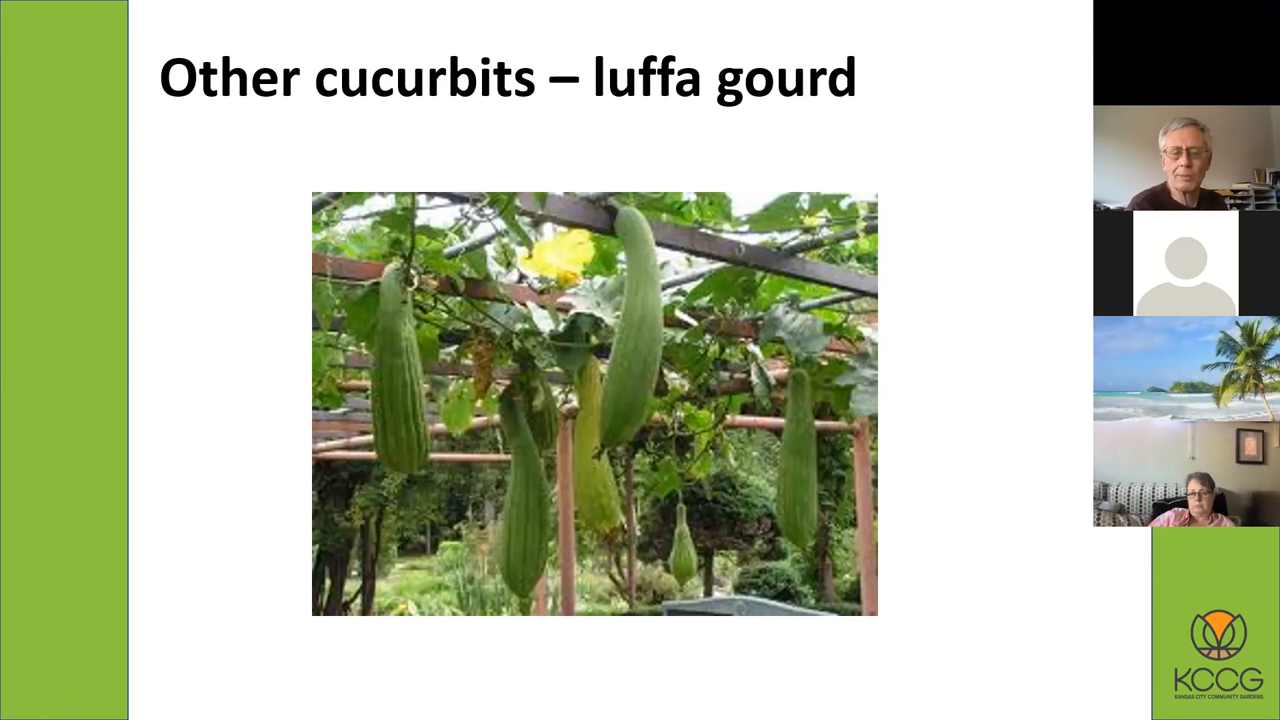 Other cucurbits – luffa gourd
KCCG
KANSAS CITY COMMUNITY GARDENS